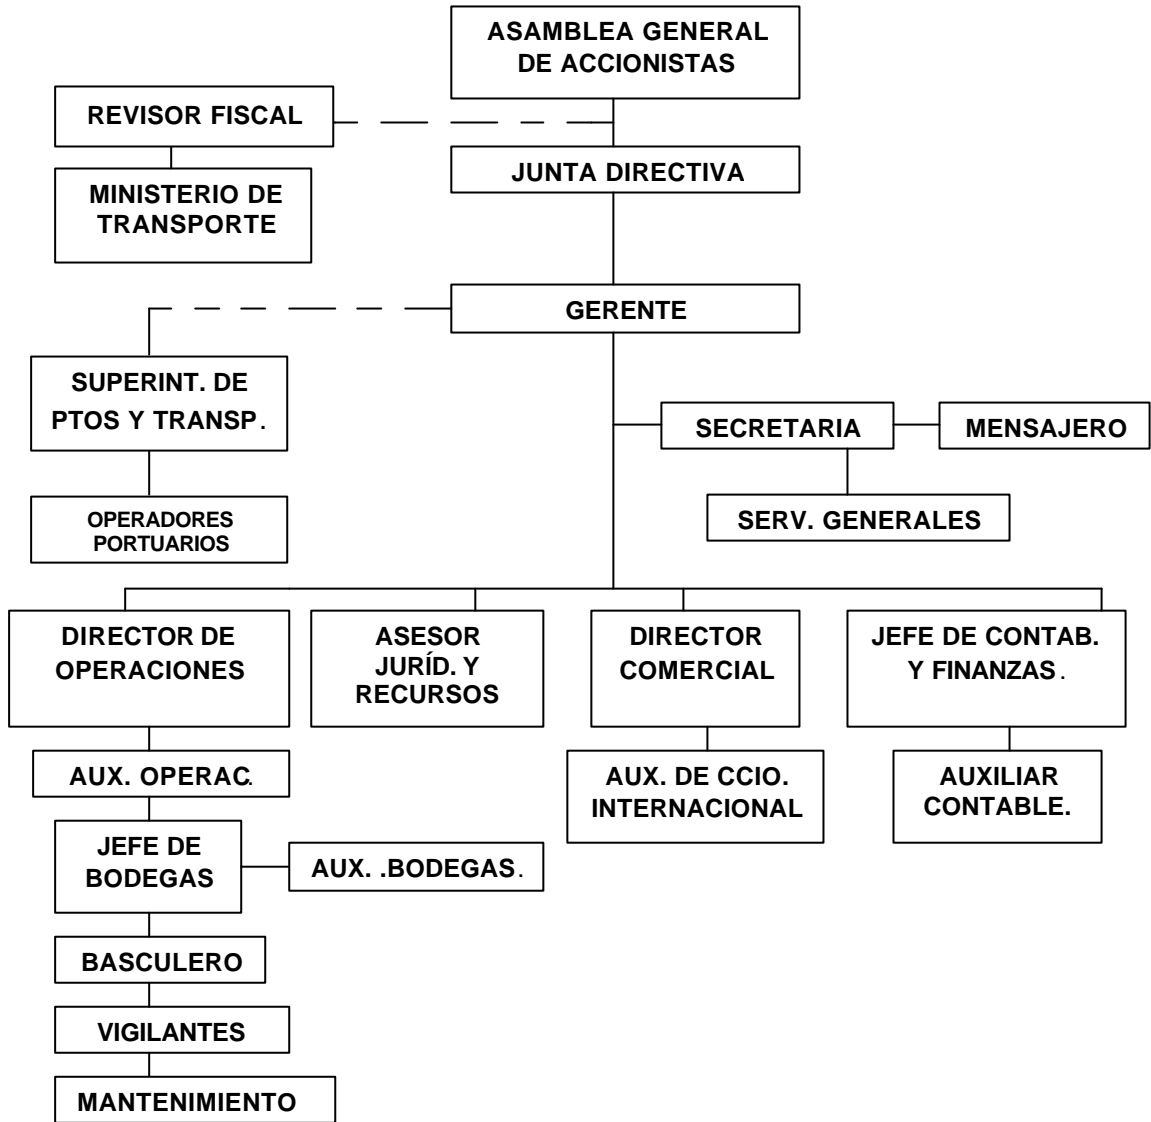 ASAMBLEA GENERAL
DE ACCIONISTAS
REVISOR FISCAL
JUNTA DIRECTIVA
MINISTERIO DE
TRANSPORTE
GERENTE
SUPERINT. DE
PTOS Y TRANSP.
SECRETARIA
MENSAJERO
OPERADORES
PORTUARIOS
SERV. GENERALES
DIRECTOR DE
OPERACIONES
ASESOR
JURÍD. Y
RECURSOS
DIRECTOR
COMERCIAL
JEFE DE CONTAB.
Y FINANZAS.
AUX. OPERAC.
AUX. DE CCIO.
INTERNACIONAL
AUXILIAR
CONTABLE.
JEFE DE
BODEGAS
AUX. .BODEGAS.
BASCULERO
VIGILANTES
MANTENIMIENTO